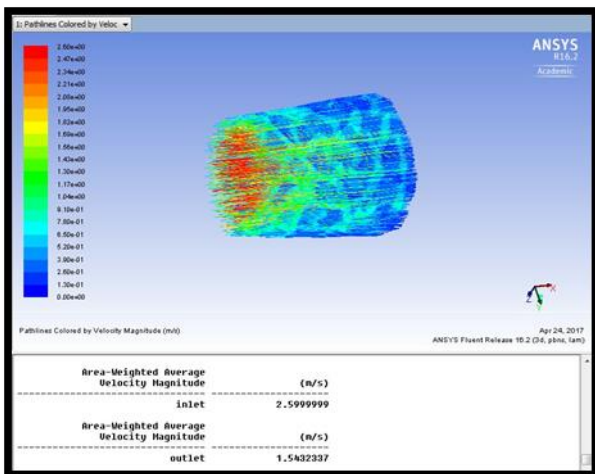 1: Pathlines Colored by Veloc
ANSYS
R16.2
Academic
2.60e+00
2.47e+00
2.34e+00
2.21e+00
2.08e+00
1.95e+00
1.82e+00
1.69e+00
1.56e+00
1.43e+00
1.30e+00
1.17e+00
1.04e+00
9.10e-01
7.80e-01
6.50e-01
5.20e-01
3.90e-01
2.60e-01
1.30e-01
0.00e+00
Z Y X
Pathlines Colored by Velocity Magnitude (m/s)
Apr 24, 2017
ANSYS Fluent Release 16.2 (3d, pbns, lam)
Area-Weighted Average
Velocity Magnitude (m/s)
inlet 2.5999999
Area-Weighted Average
Velocity Magnitude (m/s)
outlet 1.5432337